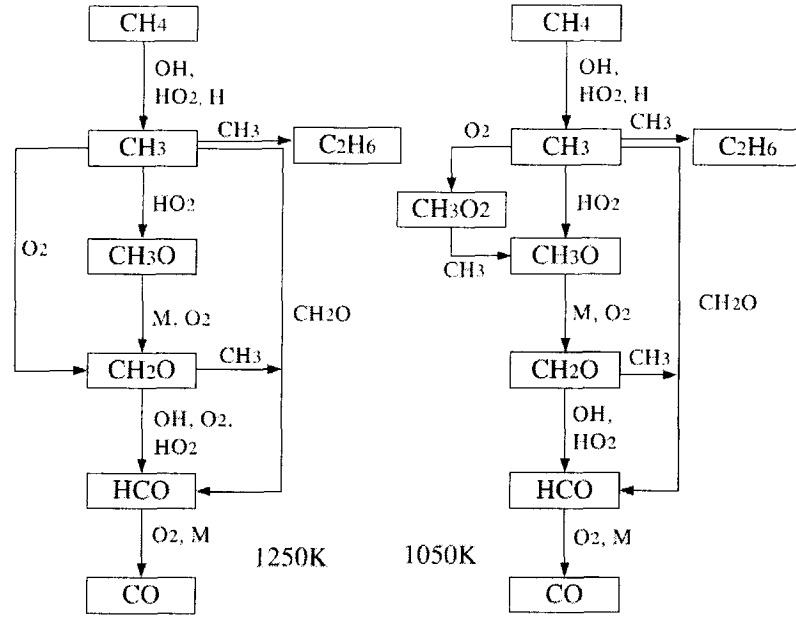 CH4
OH,
HO2, H
CH3
CH3
C2H6
HO2
O2
CH3O
M, O2
CH2O
CH2O
CH3
OH, O2,
HO2
HCO
O2, M
CO
1250K
CH4
OH,
HO2, H
O2
CH3
CH3
C2H6
CH3O2
HO2
CH3
CH3O
M, O2
CH2O
CH2O
CH3
OH,
HO2
HCO
O2, M
CO
1050K